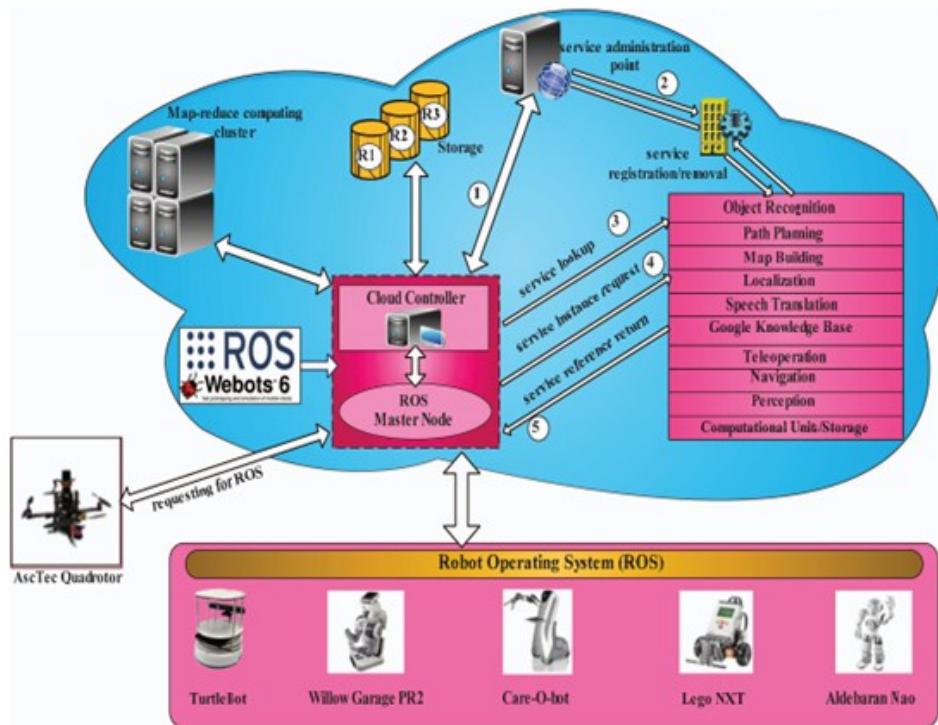 service administration
point
2
Map-reduce computing
cluster
R3
R2
R1
Storage
1
service
registration/removal
3
service lookup
4
service instance request
service reference return
5
Object Recognition
Path Planning
Map Building
Localization
Speech Translation
Google Knowledge Base
Teleoperation
Navigation
Perception
Computational Unit/Storage
Cloud Controller
ROS
Master Node
ROS
Webots 6
requesting for ROS
AscTec Quadrotor
Robot Operating System (ROS)
TurtleBot
Willow Garage PR2
Care-O-bot
Lego NXT
Aldebaran Nao